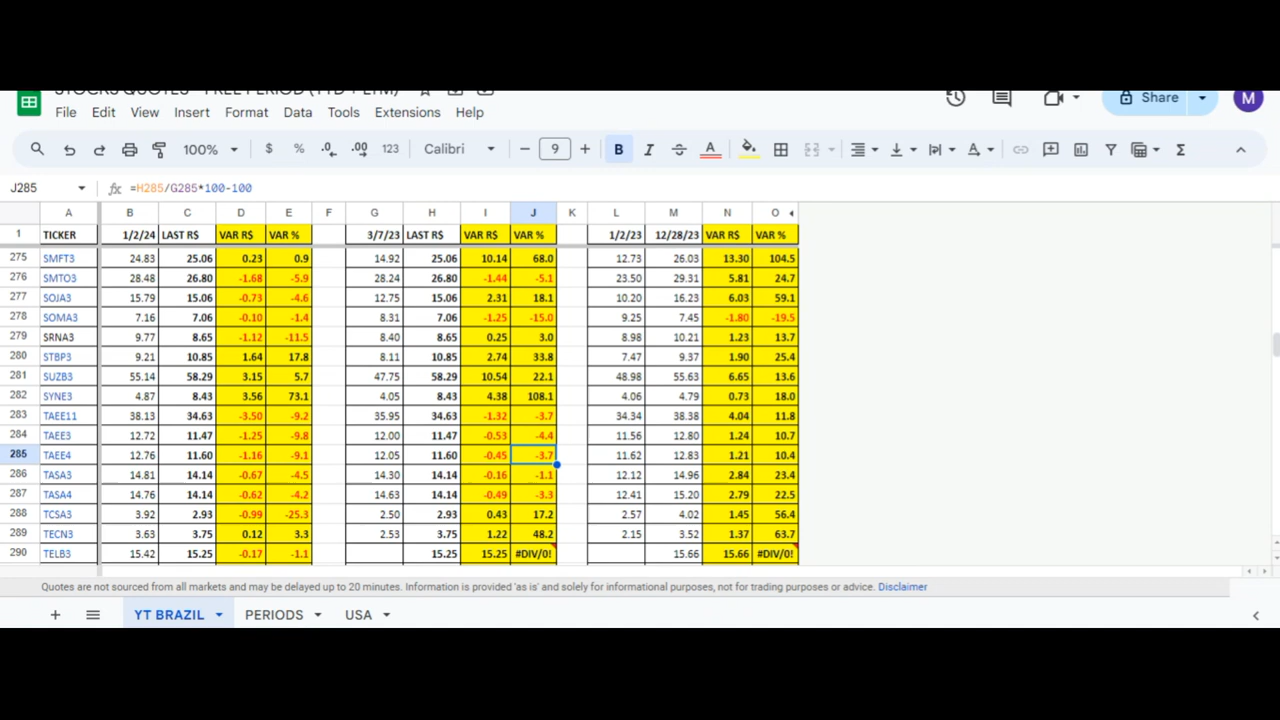 STOCKS QUOTES - FREE PERIOD (YTD + LTM)
File Edit View Insert Format Data Tools Extensions Help
Share M
100% $ % .0 .00 123 Calibri - 9 + B I A Σ
J285 fx =H285/G285*100-100
A B C D E F G H I J K L M N O
1 TICKER 1/2/24 LAST R$ VAR R$ VAR % 3/7/23 LAST R$ VAR R$ VAR % 1/2/23 12/28/23 VAR R$ VAR %
275 SMFT3 24.83 25.06 0.23 0.9 14.92 25.06 10.14 68.0 12.73 26.03 13.30 104.5
276 SMTO3 28.48 26.80 -1.68 -5.9 28.24 26.80 -1.44 -5.1 23.50 29.31 5.81 24.7
277 SOJA3 15.79 15.06 -0.73 -4.6 12.75 15.06 2.31 18.1 10.20 16.23 6.03 59.1
278 SOMA3 7.16 7.06 -0.10 -1.4 8.31 7.06 -1.25 -15.0 9.25 7.45 -1.80 -19.5
279 SRNA3 9.77 8.65 -1.12 -11.5 8.40 8.65 0.25 3.0 8.98 10.21 1.23 13.7
280 STBP3 9.21 10.85 1.64 17.8 8.11 10.85 2.74 33.8 7.47 9.37 1.90 25.4
281 SUZB3 55.14 58.29 3.15 5.7 47.75 58.29 10.54 22.1 48.98 55.63 6.65 13.6
282 SYNE3 4.87 8.43 3.56 73.1 4.05 8.43 4.38 108.1 4.06 4.79 0.73 18.0
283 TAEE11 38.13 34.63 -3.50 -9.2 35.95 34.63 -1.32 -3.7 34.34 38.38 4.04 11.8
284 TAEE3 12.72 11.47 -1.25 -9.8 12.00 11.47 -0.53 -4.4 11.56 12.80 1.24 10.7
285 TAEE4 12.76 11.60 -1.16 -9.1 12.05 11.60 -0.45 -3.7 11.62 12.83 1.21 10.4
286 TASA3 14.81 14.14 -0.67 -4.5 14.30 14.14 -0.16 -1.1 12.12 14.96 2.84 23.4
287 TASA4 14.76 14.14 -0.62 -4.2 14.63 14.14 -0.49 -3.3 12.41 15.20 2.79 22.5
288 TCSA3 3.92 2.93 -0.99 -25.3 2.50 2.93 0.43 17.2 2.57 4.02 1.45 56.4
289 TECN3 3.63 3.75 0.12 3.3 2.53 3.75 1.22 48.2 2.15 3.52 1.37 63.7
290 TELB3 15.42 15.25 -0.17 -1.1 15.25 15.25 #DIV/0! 15.66 15.66 #DIV/0!
Quotes are not sourced from all markets and may be delayed up to 20 minutes. Information is provided 'as is' and solely for informational purposes, not for trading purposes or advice. Disclaimer
+ YT BRAZIL PERIODS USA